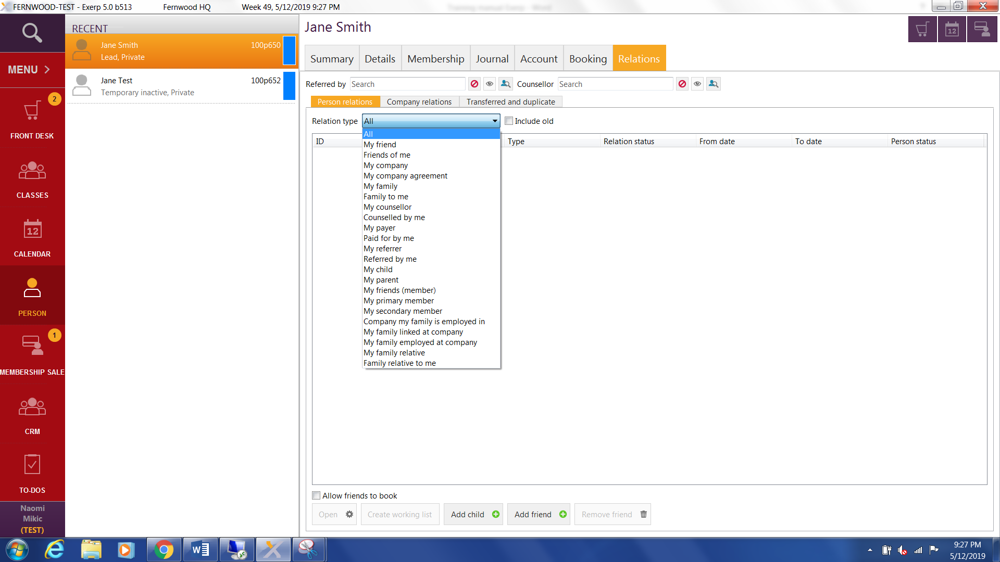 FERNWOOD-TEST - Exerp 5.0 b513 Fernwood HQ Week 49, 5/12/2019 9:27 PM
Training manual Exerp - Word
MENU
2
FRONT DESK
CLASSES
12
CALENDAR
PERSON
1
MEMBERSHIP SALE
CRM
TO-DOS
Naomi
Mikic
(TEST)
RECENT
Jane Smith 100p650
Lead, Private
Jane Test 100p652
Temporary inactive, Private
Jane Smith
12
Summary Details Membership Journal Account Booking Relations
Referred by Search Counsellor Search
Person relations Company relations Transferred and duplicate
Relation type All Include old
ID Type Relation status From date To date Person status
All
My friend
Friends of me
My company
My company agreement
My family
Family to me
My counsellor
Counselled by me
My payer
Paid for by me
My referrer
Referred by me
My child
My parent
My friends (member)
My primary member
My secondary member
Company my family is employed in
My family linked at company
My family employed at company
My family relative
Family relative to me
Allow friends to book
Open Create working list Add child Add friend Remove friend
9:27 PM
5/12/2019